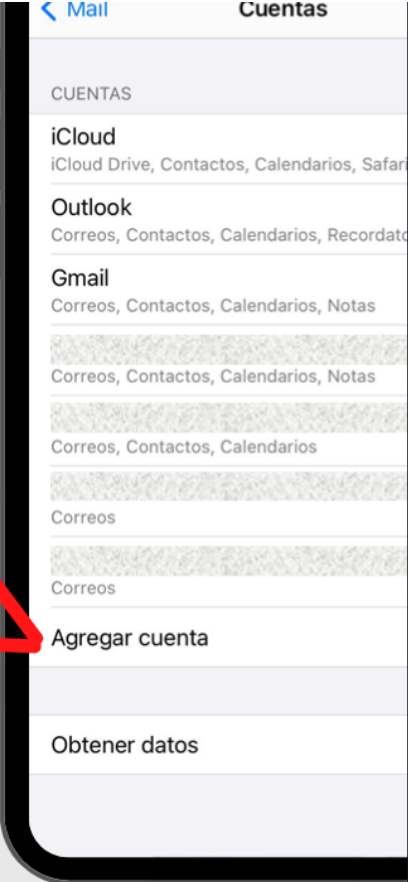 Mail
Cuentas
CUENTAS
iCloud
iCloud Drive, Contactos, Calendarios, Safari
Outlook
Correos, Contactos, Calendarios, Recordato
Gmail
Correos, Contactos, Calendarios, Notas
Correos, Contactos, Calendarios, Notas
Correos, Contactos, Calendarios
Correos
Correos
Agregar cuenta
Obtener datos